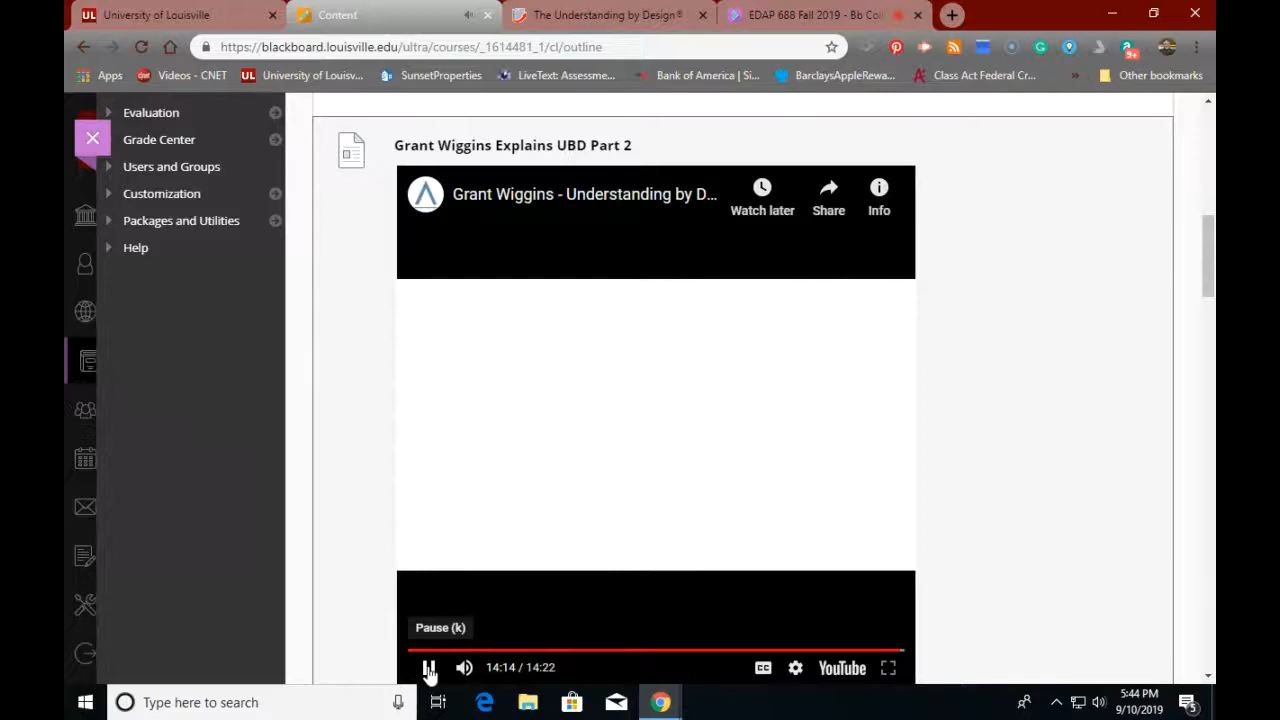 University of Louisville
Content
The Understanding by Design®
EDAP 688 Fall 2019 - Bb Coll
https://blackboard.louisville.edu/ultra/courses/_1614481_1/cl/outline
Apps
Videos - CNET
University of Louisv...
SunsetProperties
LiveText: Assessme...
Bank of America | Si...
BarclaysAppleRewa...
Class Act Federal Cr...
»
Other bookmarks
9+
Evaluation
Grade Center
Users and Groups
Customization
Packages and Utilities
Help
Grant Wiggins Explains UBD Part 2
Grant Wiggins - Understanding by D...
Watch later
Share
Info
Pause (k)
14:14 / 14:22
CC
YouTube
Type here to search
5:44 PM
9/10/2019
5